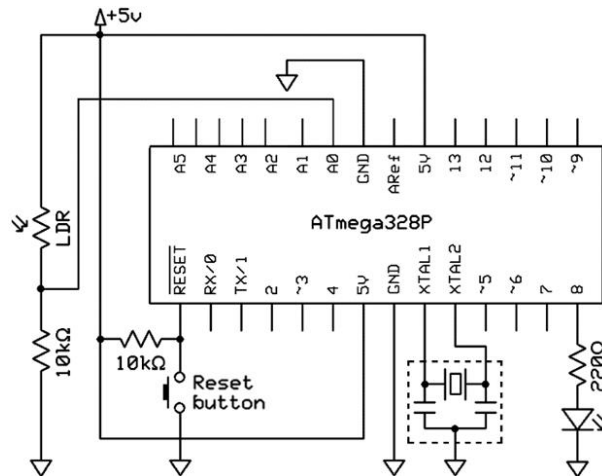 +5v
A5
A4
A3
A2
A1
A0
GND
ARef
5V
13
12
~11
~10
~9
LDR
ATmega328P
RESET
RX/0
TX/1
2
~3
4
5V
GND
XTAL1
XTAL2
~5
~6
7
8
10kΩ
10kΩ
Reset
button
220Ω